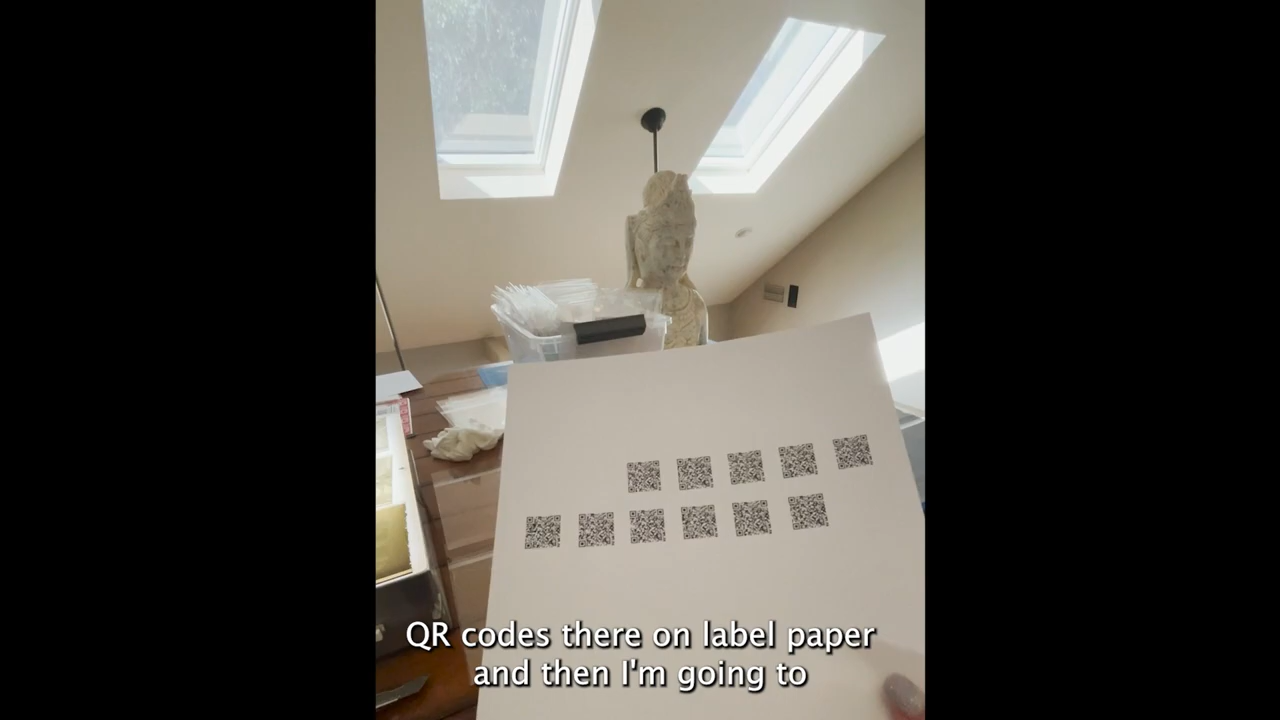 QR codes there on label paper
and then I'm going to